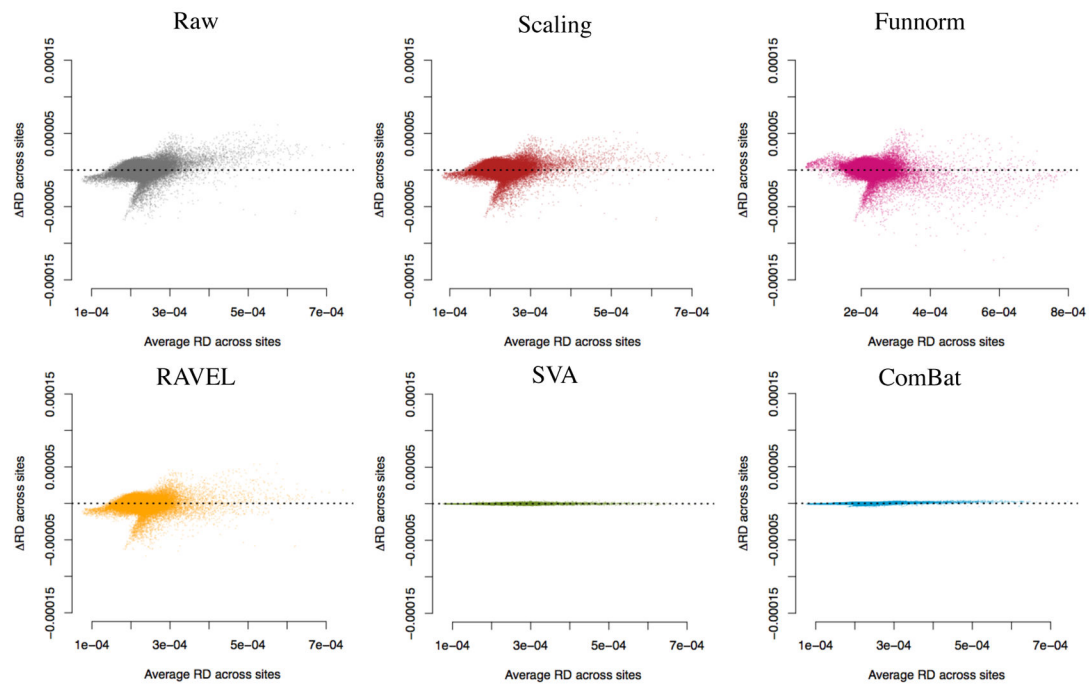 Raw
0.00015
0.00005
−0.00005
−0.00015
ΔRD across sites
1e−04
3e−04
5e−04
7e−04
Average RD across sites
Scaling
0.00015
0.00005
−0.00005
−0.00015
ΔRD across sites
1e−04
3e−04
5e−04
7e−04
Average RD across sites
Funnorm
0.00015
0.00005
−0.00005
−0.00015
ΔRD across sites
2e−04
4e−04
6e−04
8e−04
Average RD across sites
RAVEL
0.00015
0.00005
−0.00005
−0.00015
ΔRD across sites
1e−04
3e−04
5e−04
7e−04
Average RD across sites
SVA
0.00015
0.00005
−0.00005
−0.00015
ΔRD across sites
1e−04
3e−04
5e−04
7e−04
Average RD across sites
ComBat
0.00015
0.00005
−0.00005
−0.00015
ΔRD across sites
1e−04
3e−04
5e−04
7e−04
Average RD across sites